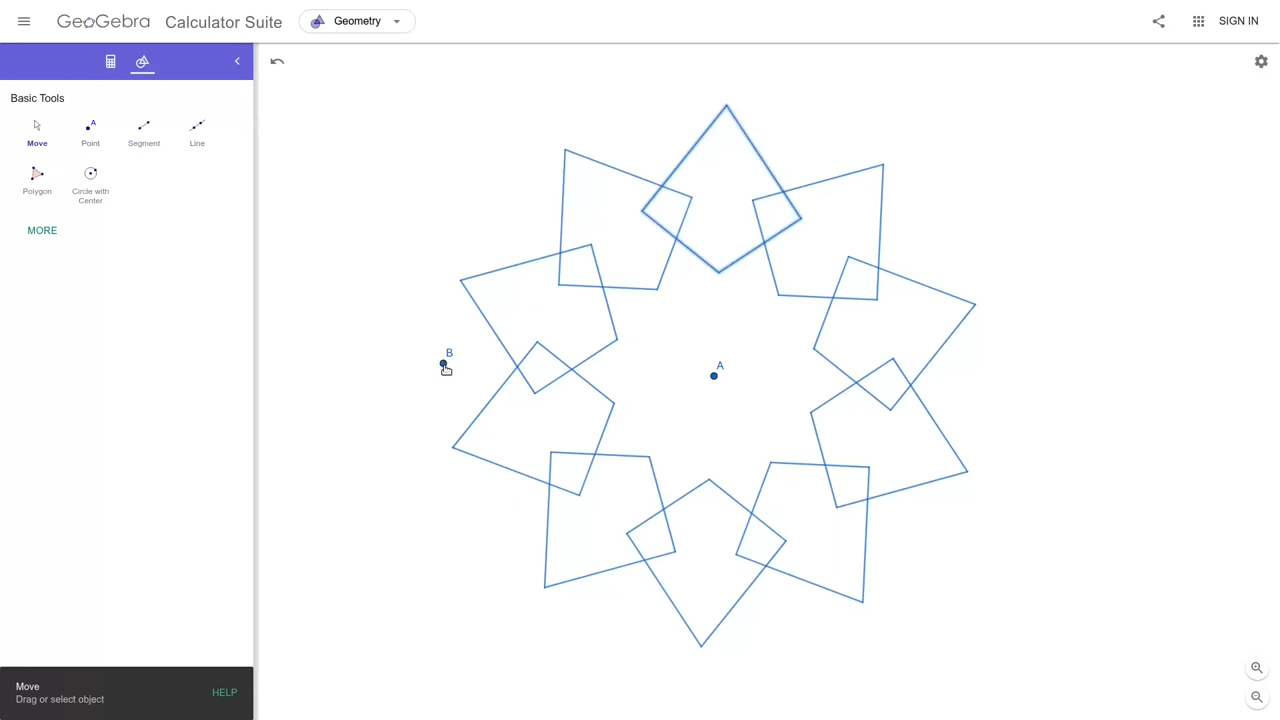 GeoGebra Calculator Suite Geometry SIGN IN
Basic Tools
A
Move Point Segment Line
Polygon Circle with
Center
MORE
B
A
Move
Drag or select object
HELP